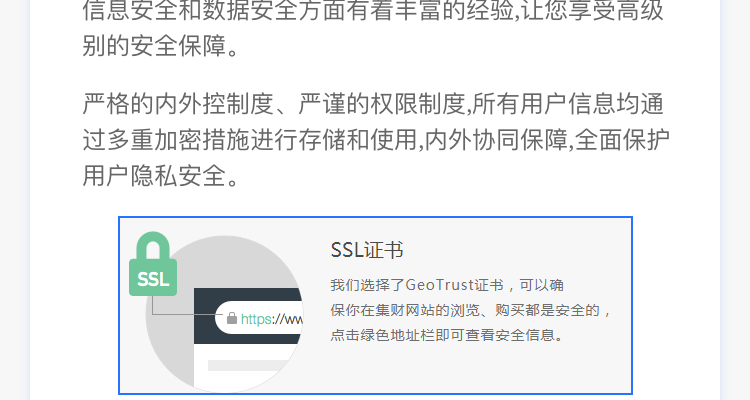 信息安全和数据安全方面有着丰富的经验,让您享受高级
别的安全保障。
严格的内外控制度、严谨的权限制度,所有用户信息均通
过多重加密措施进行存储和使用,内外协同保障,全面保护
用户隐私安全。
SSL
https://ww
SSL证书
我们选择了GeoTrust证书，可以确
保你在集财网站的浏览、购买都是安全的，
点击绿色地址栏即可查看安全信息。